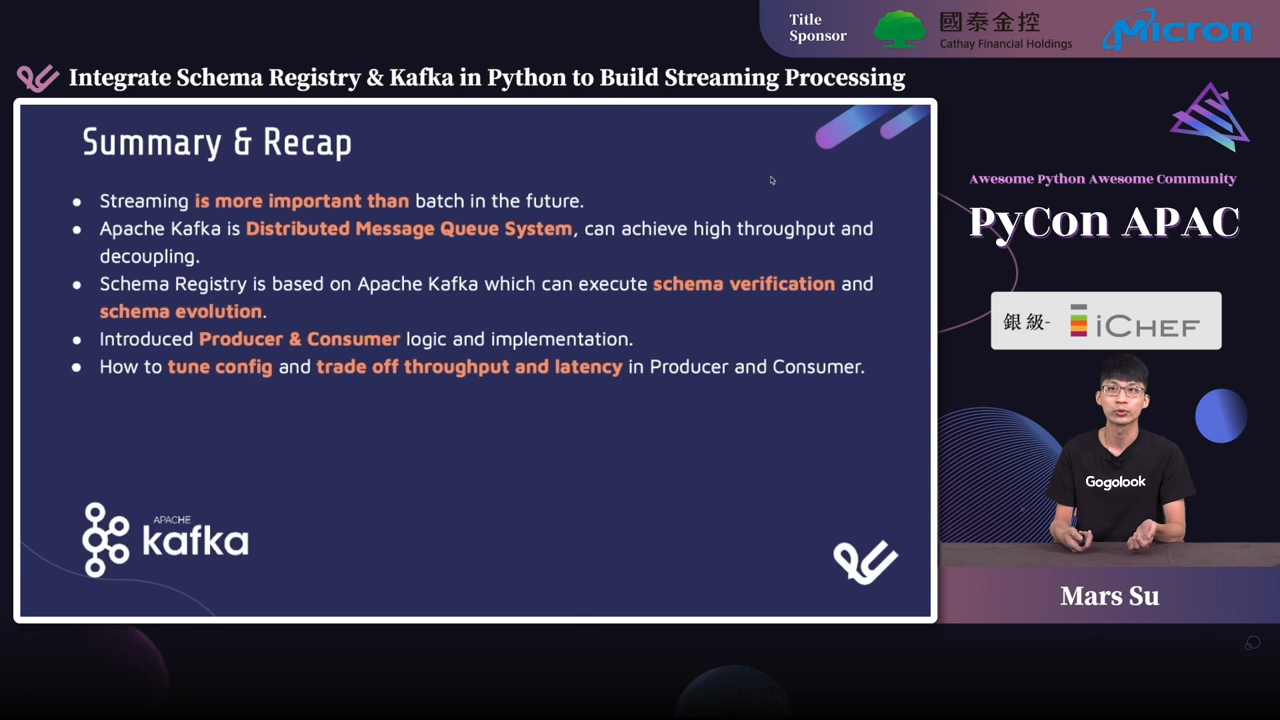 Title
Sponsor
國泰金控
Cathay Financial Holdings
Micron
Integrate Schema Registry & Kafka in Python to Build Streaming Processing
Summary & Recap
● Streaming is more important than batch in the future.
● Apache Kafka is Distributed Message Queue System, can achieve high throughput and
decoupling.
● Schema Registry is based on Apache Kafka which can execute schema verification and
schema evolution.
● Introduced Producer & Consumer logic and implementation.
● How to tune config and trade off throughput and latency in Producer and Consumer.
APACHE
kafka
Awesome Python Awesome Community
PyCon APAC
銀級-
iCHEF
Gogolook
Mars Su